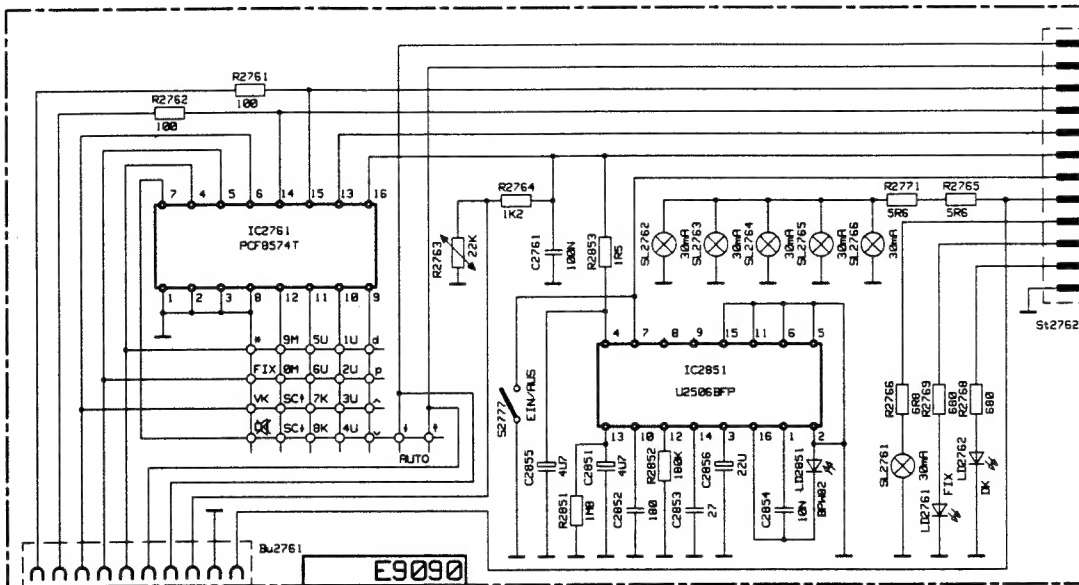 R2761
100
R2762
100
7 4 5 6 14 15 13 16
IC2761
PCF8574T
1 2 3 8 12 11 10 9
* 9M 5U 1U d
FIX 0M 6U 2U p
VK SC↑ 7K 3U ^
SC↓ 8K 4U v
AUTO
R2764
1K2
R2763
22K
C2761
100N
R2853
1R5
SL2762
30mA
SL2763
30mA
SL2764
30mA
SL2765
30mA
SL2766
30mA
R2771
5R6
R2765
5R6
St2762
4 7 8 9 15 11 6 5
IC2851
U2506BFP
13 10 12 14 3 16 1 2
S2777
EIN/AUS
C2855
4U7
R2851
1M8
C2851
4U7
C2852
180
R2852
180K
C2853
27
C2856
22U
C2854
10N
LD2851
BPW82
R2766
6R8
R2769
680
R2768
680
SL2761
30mA
LD2761
FIX
LD2762
DK
Bu2761
E9090